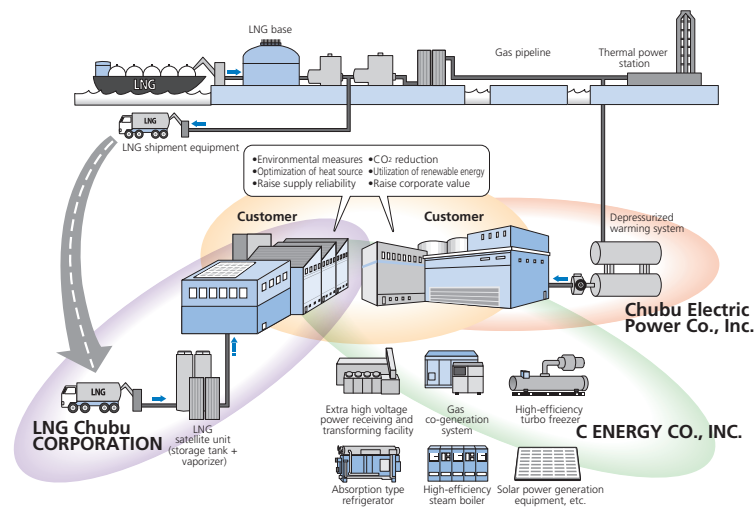 LNG base
Gas pipeline
Thermal power
station
LNG
LNG
LNG shipment equipment
•Environmental measures •CO2 reduction
•Optimization of heat source •Utilization of renewable energy
•Raise supply reliability •Raise corporate value
Customer
Customer
Depressurized
warming system
Chubu Electric
Power Co., Inc.
LNG
LNG Chubu
CORPORATION
LNG
satellite unit
(storage tank +
vaporizer)
Extra high voltage
power receiving and
transforming facility
Gas
co-generation
system
High-efficiency
turbo freezer
C ENERGY CO., INC.
Absorption type
refrigerator
High-efficiency
steam boiler
Solar power generation
equipment, etc.